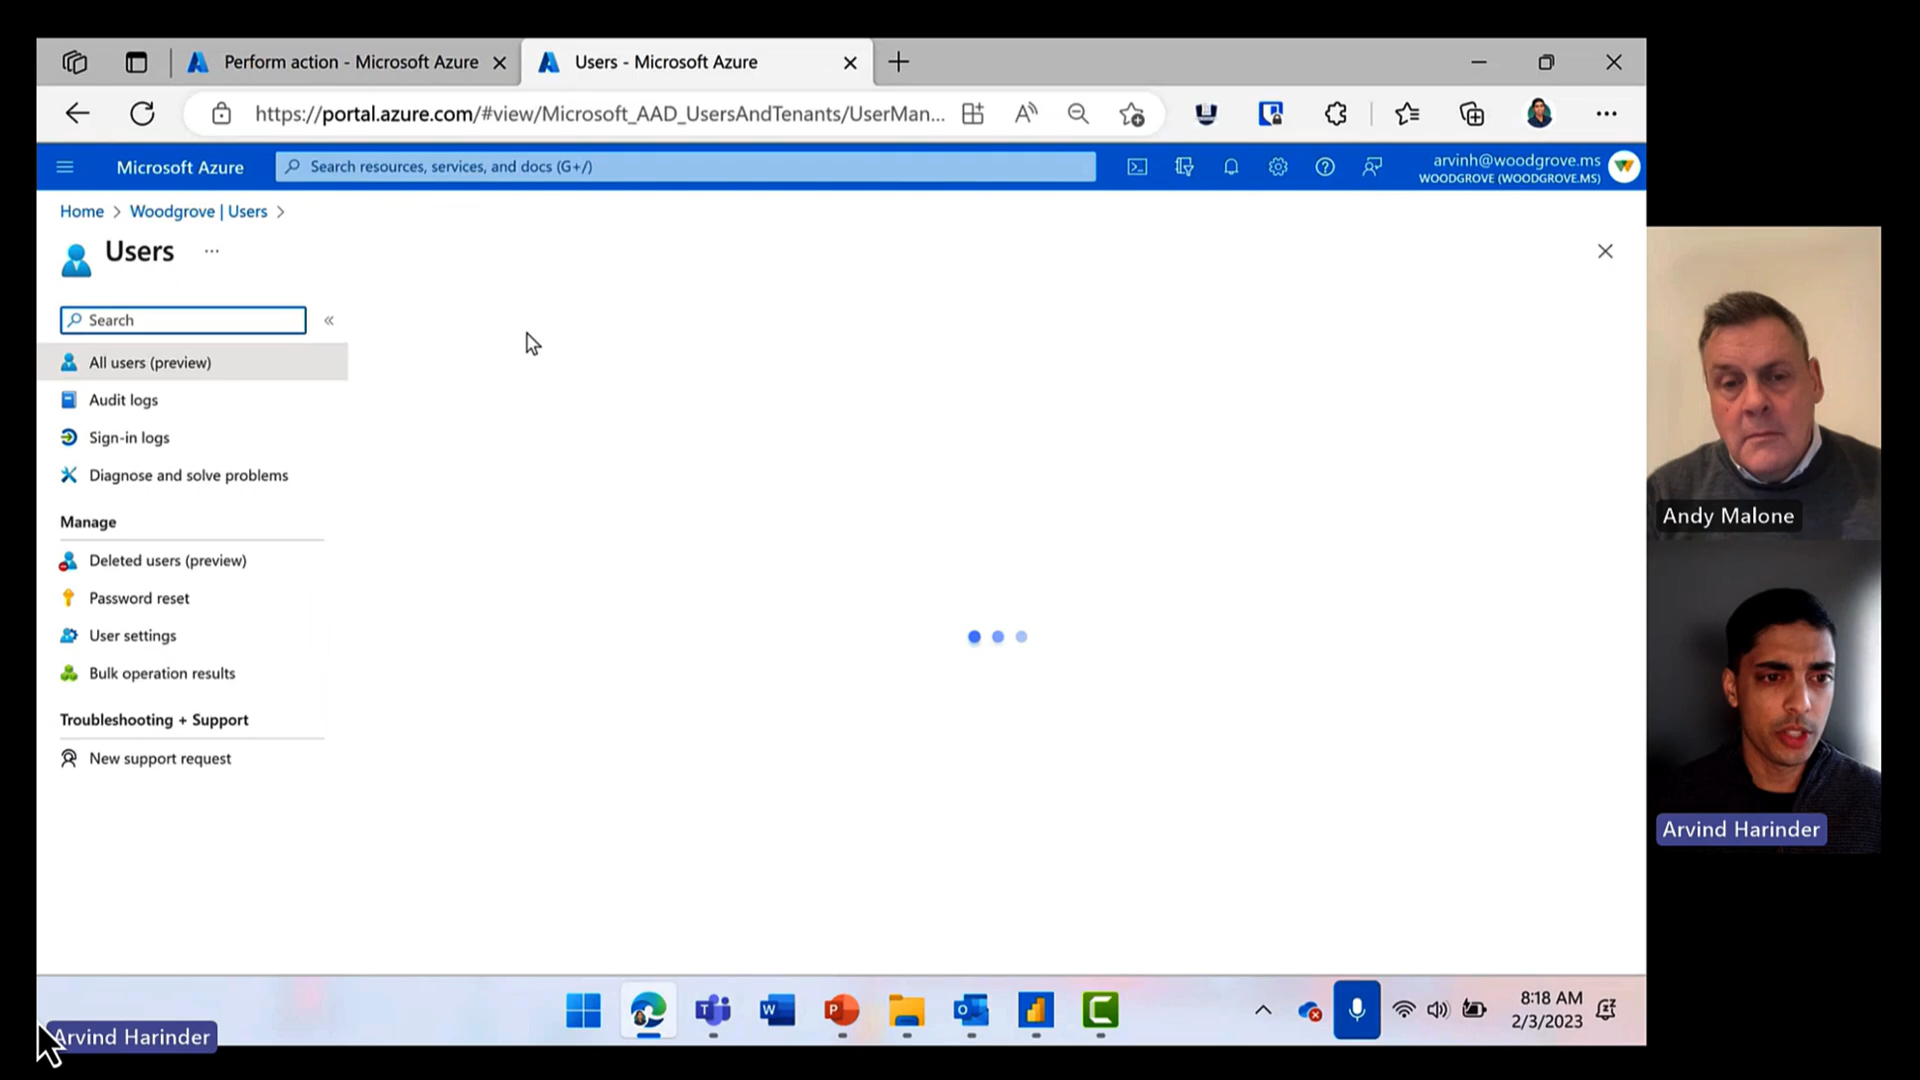 Perform action - Microsoft Azure
Users - Microsoft Azure
https://portal.azure.com/#view/Microsoft_AAD_UsersAndTenants/UserMan...
Microsoft Azure
Search resources, services, and docs (G+/)
arvinh@woodgrove.ms
WOODGROVE (WOODGROVE.MS)
Home > Woodgrove | Users >
Users ...
Search
All users (preview)
Audit logs
Sign-in logs
Diagnose and solve problems
Manage
Deleted users (preview)
Password reset
User settings
Bulk operation results
Troubleshooting + Support
New support request
Andy Malone
Arvind Harinder
8:18 AM
2/3/2023
Arvind Harinder